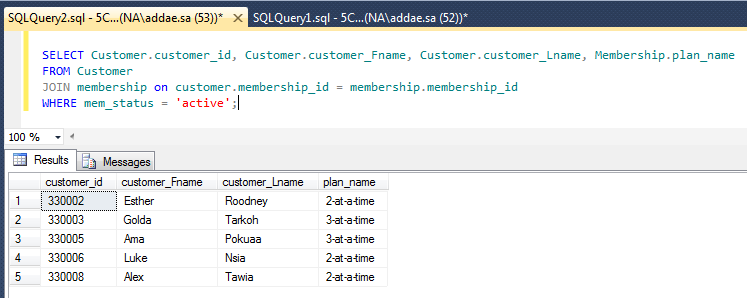 SQLQuery2.sql - 5C...(NA\addae.sa (53))* SQLQuery1.sql - 5C...(NA\addae.sa (52))*
SELECT Customer.customer_id, Customer.customer_Fname, Customer.customer_Lname, Membership.plan_name
FROM Customer
JOIN membership on customer.membership_id = membership.membership_id
WHERE mem_status = 'active';
100 %
Results Messages
customer_id customer_Fname customer_Lname plan_name
1 330002 Esther Roodney 2-at-a-time
2 330003 Golda Tarkoh 3-at-a-time
3 330005 Ama Pokuaa 3-at-a-time
4 330006 Luke Nsia 2-at-a-time
5 330008 Alex Tawia 2-at-a-time